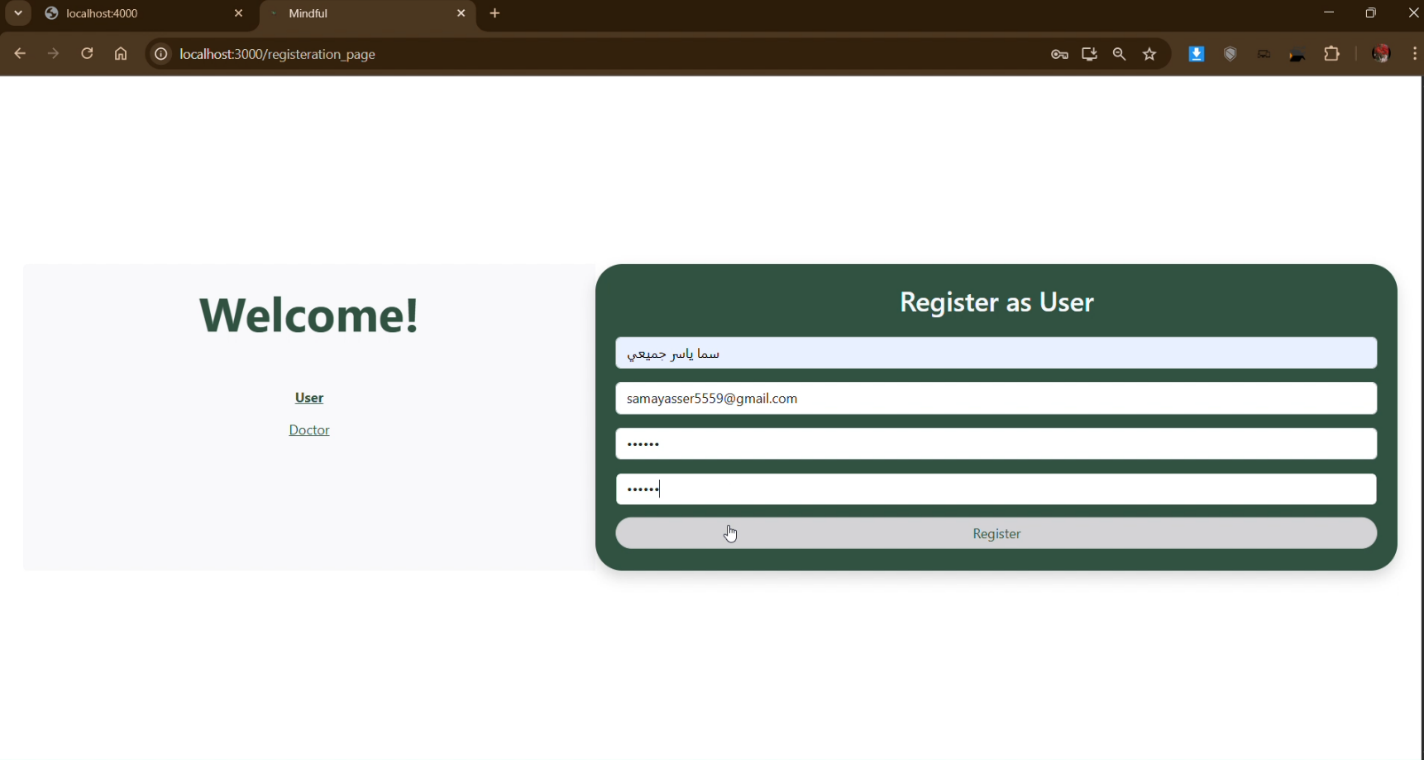 localhost:4000
Mindful
localhost:3000/registeration_page
Welcome!
User
Doctor
Register as User
سما ياسر جميعي
samayasser5559@gmail.com
••••••
••••••
Register